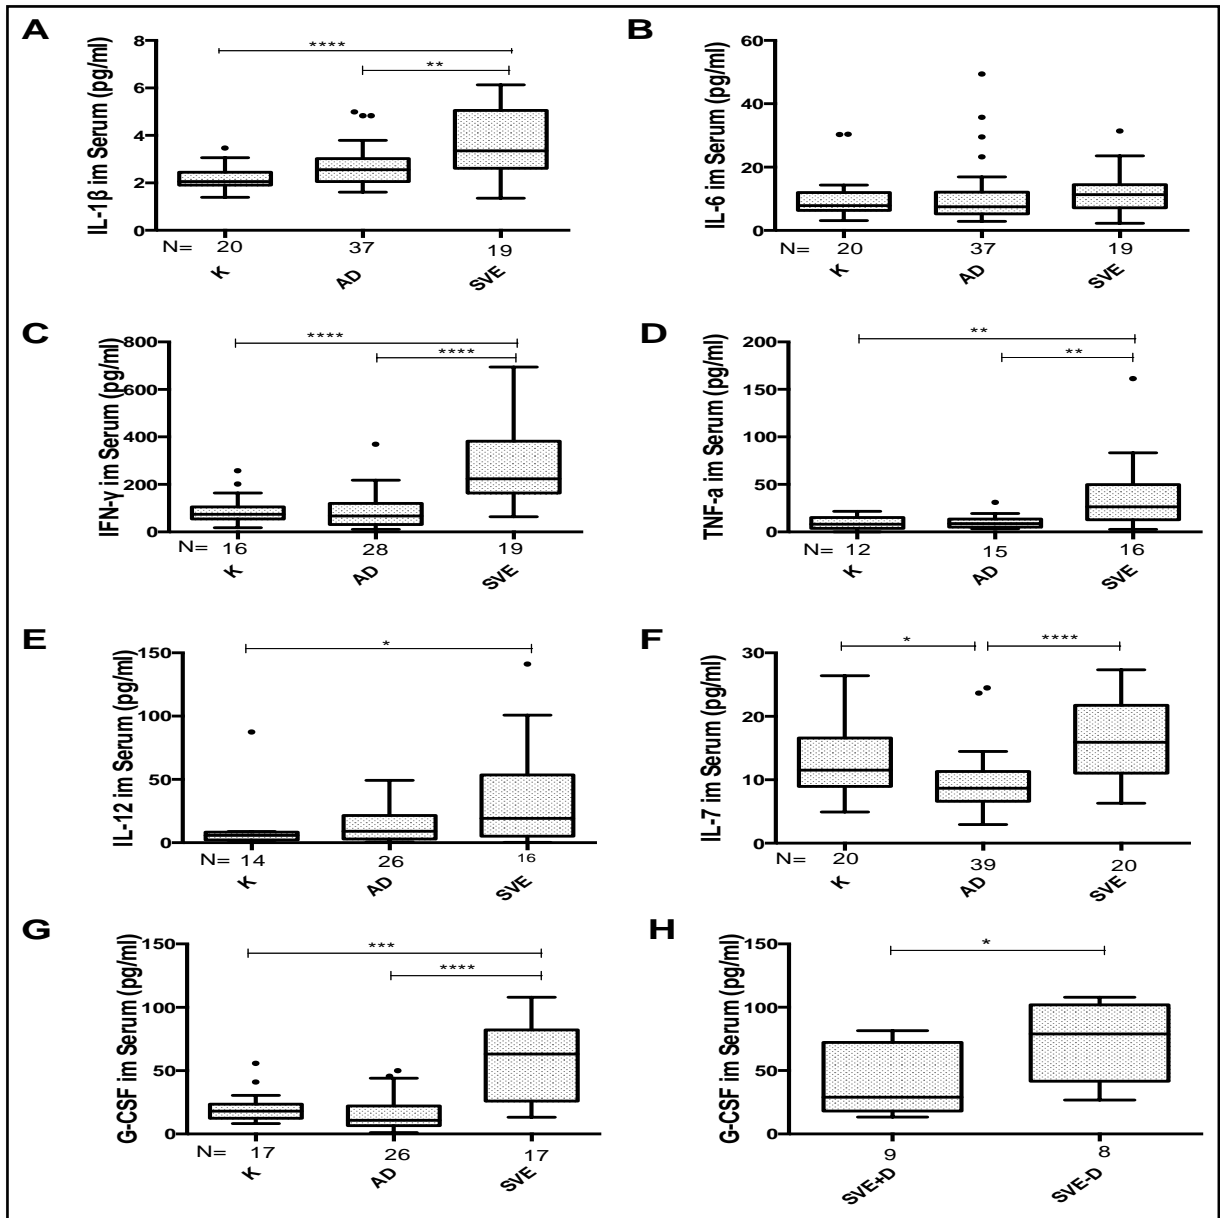 A
IL-1β im Serum (pg/ml)
8
6
4
2
0
****
**
N= 20 37 19
K AD SVE
B
IL-6 im Serum (pg/ml)
60
40
20
0
N= 20 37 19
K AD SVE
C
IFN-γ im Serum (pg/ml)
800
600
400
200
0
****
****
N= 16 28 19
K AD SVE
D
TNF-a im Serum (pg/ml)
200
150
100
50
0
**
**
N= 12 15 16
K AD SVE
E
IL-12 im Serum (pg/ml)
150
100
50
0
*
N= 14 26 16
K AD SVE
F
IL-7 im Serum (pg/ml)
30
20
10
0
* ****
N= 20 39 20
K AD SVE
G
G-CSF im Serum (pg/ml)
150
100
50
0
***
****
N= 17 26 17
K AD SVE
H
G-CSF im Serum (pg/ml)
150
100
50
0
*
9 8
SVE+D SVE-D